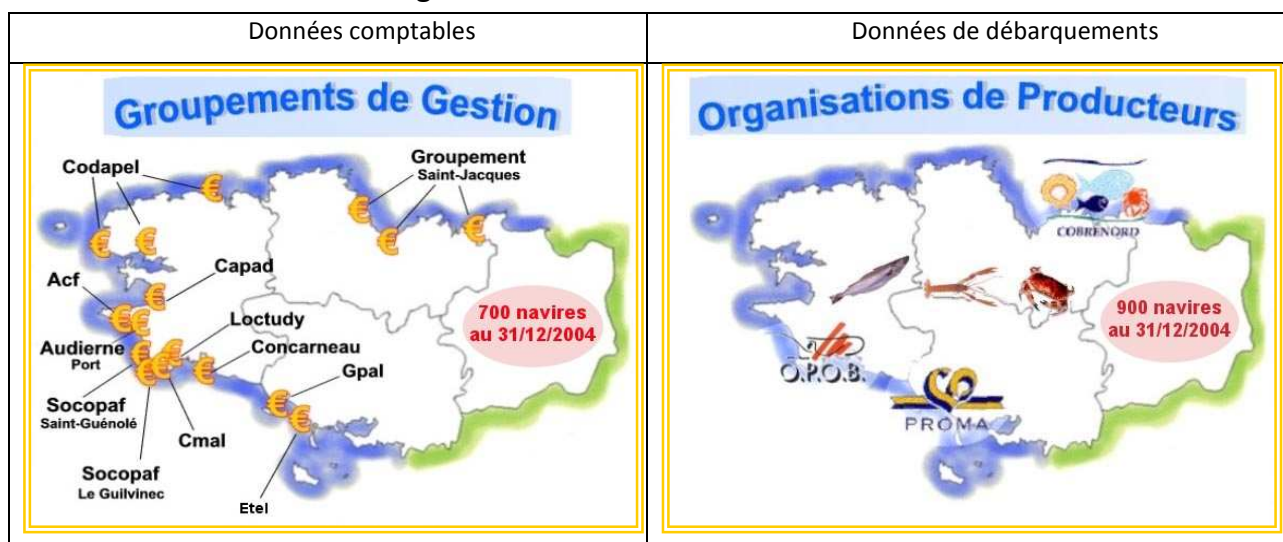 Données comptables
Données de débarquements
Groupements de Gestion
Codapel
Groupement
Saint-Jacques
Acf
Capad
700 navires
au 31/12/2004
Loctudy
Audierne
Port
Concarneau
Gpal
Socopaf
Saint-Guénolé
Cmal
Socopaf
Le Guilvinec
Etel
Organisations de Producteurs
COBRENORD
900 navires
au 31/12/2004
O.P.O.B.
PROMA